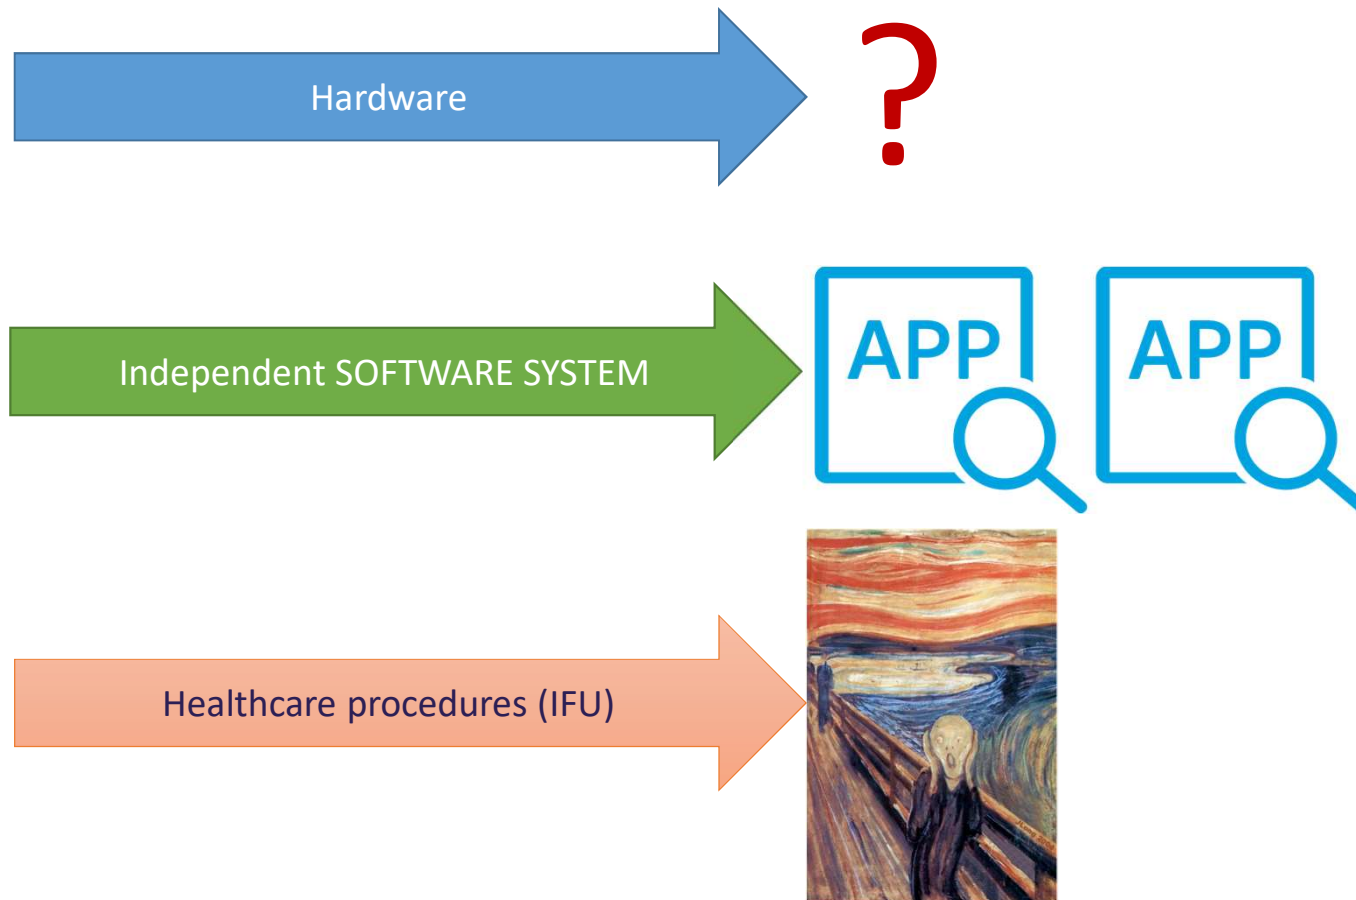 Hardware
?
Independent SOFTWARE SYSTEM
APP
APP
Healthcare procedures (IFU)